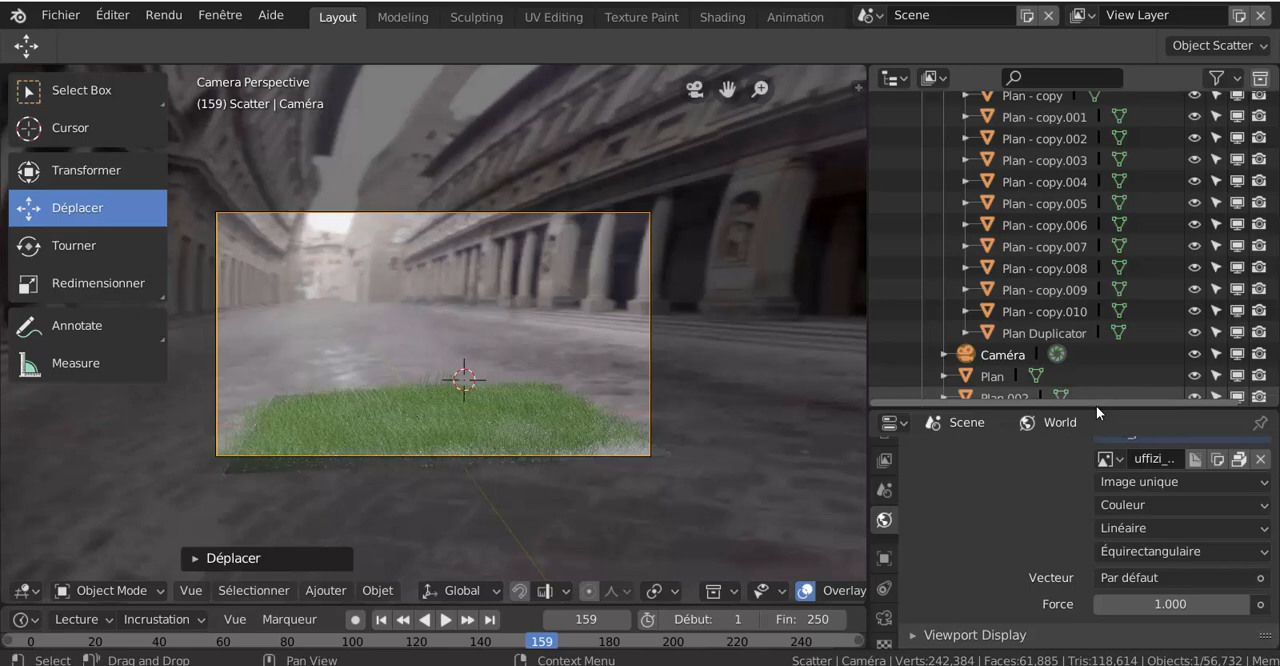 Fichier Éditer Rendu Fenêtre Aide Layout Modeling Sculpting UV Editing Texture Paint Shading Animation Scene View Layer
Object Scatter
Select Box
Cursor
Transformer
Déplacer
Tourner
Redimensionner
Annotate
Measure
Camera Perspective
(159) Scatter | Caméra
Déplacer
Object Mode Vue Sélectionner Ajouter Objet Global Overlay
Lecture Incrustation Vue Marqueur 159 Début: 1 Fin: 250
0 20 40 60 80 100 120 140 159 180 200 220 240
Plan - copy
Plan - copy.001
Plan - copy.002
Plan - copy.003
Plan - copy.004
Plan - copy.005
Plan - copy.006
Plan - copy.007
Plan - copy.008
Plan - copy.009
Plan - copy.010
Plan Duplicator
Caméra
Plan
Plan.002
Scene World
uffizi_..
Image unique
Couleur
Linéaire
Équirectangulaire
Vecteur Par défaut
Force 1.000
Viewport Display
Select Drag and Drop Pan View Context Menu Scatter | Caméra | Verts:242,384 | Faces:61,885 | Tris:118,614 | Objects:1/56,732 | Mem